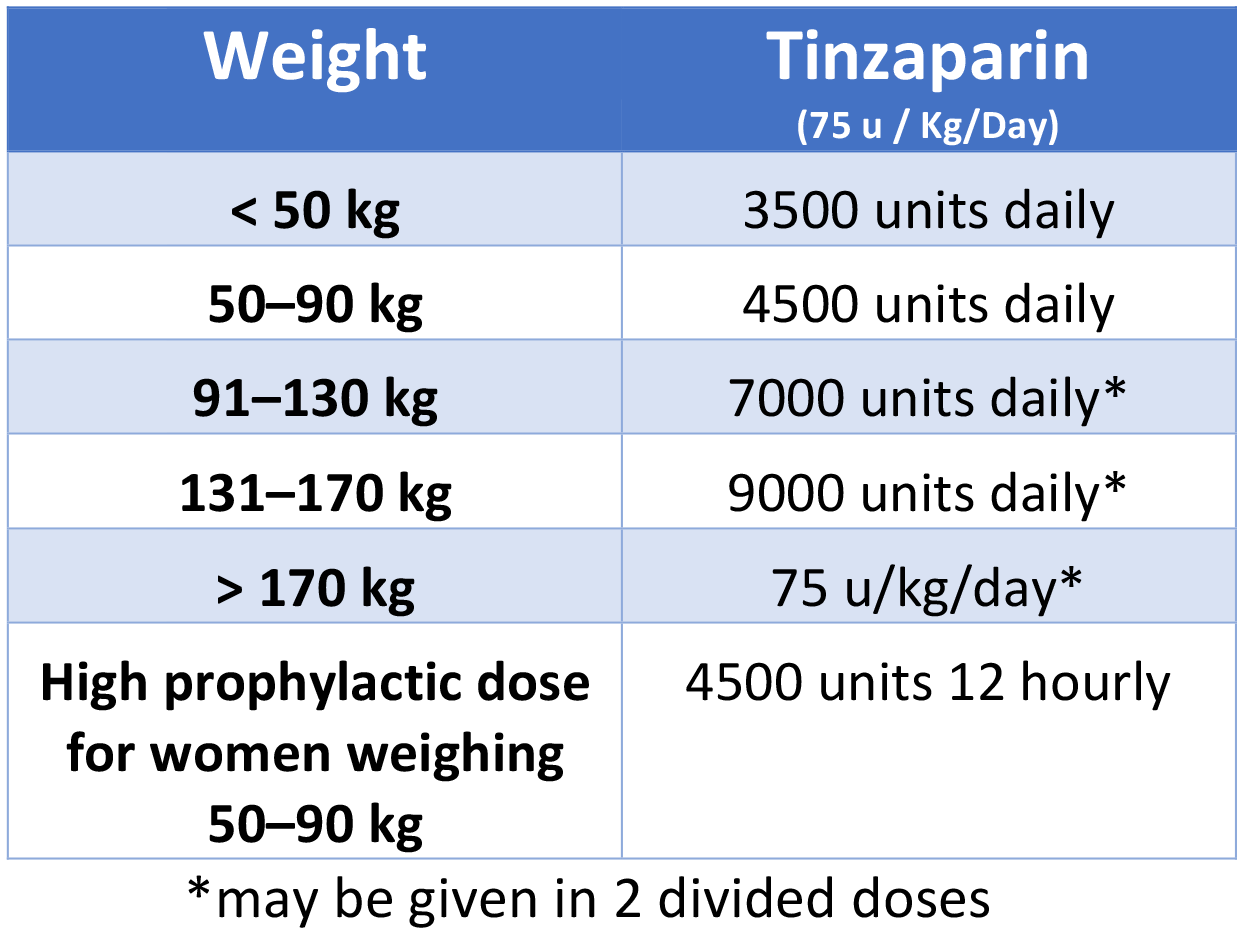 Weight Tinzaparin
(75 u / Kg/Day)
< 50 kg 3500 units daily
50–90 kg 4500 units daily
91–130 kg 7000 units daily*
131–170 kg 9000 units daily*
> 170 kg 75 u/kg/day*
High prophylactic dose 4500 units 12 hourly
for women weighing
50–90 kg
*may be given in 2 divided doses